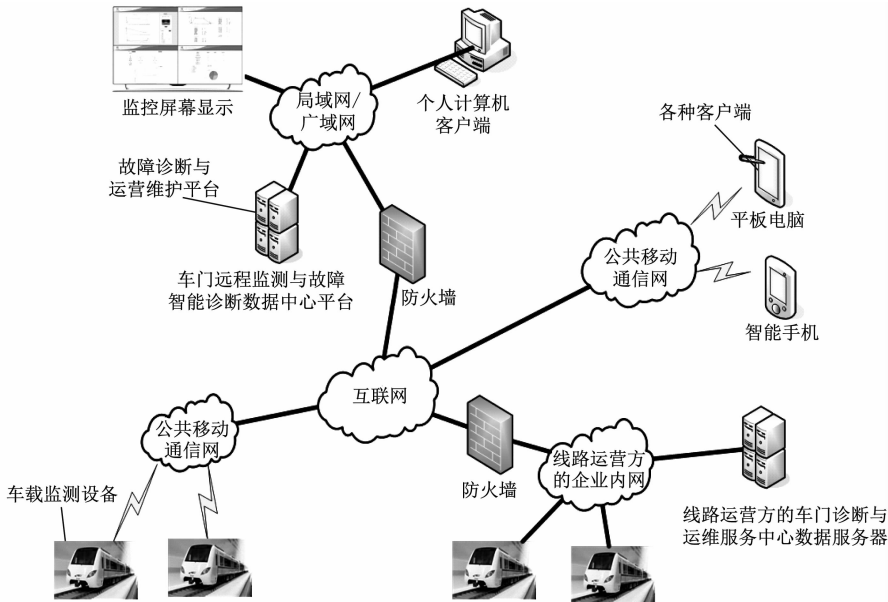 监控屏幕显示
局域网/
广域网
个人计算机
客户端
各种客户端
故障诊断与
运营维护平台
平板电脑
车门远程监测与故障
智能诊断数据中心平台
防火墙
公共移动
通信网
智能手机
互联网
公共移动
通信网
防火墙
线路运营方
的企业内网
车载监测设备
线路运营方的车门诊断与
运维服务中心数据服务器